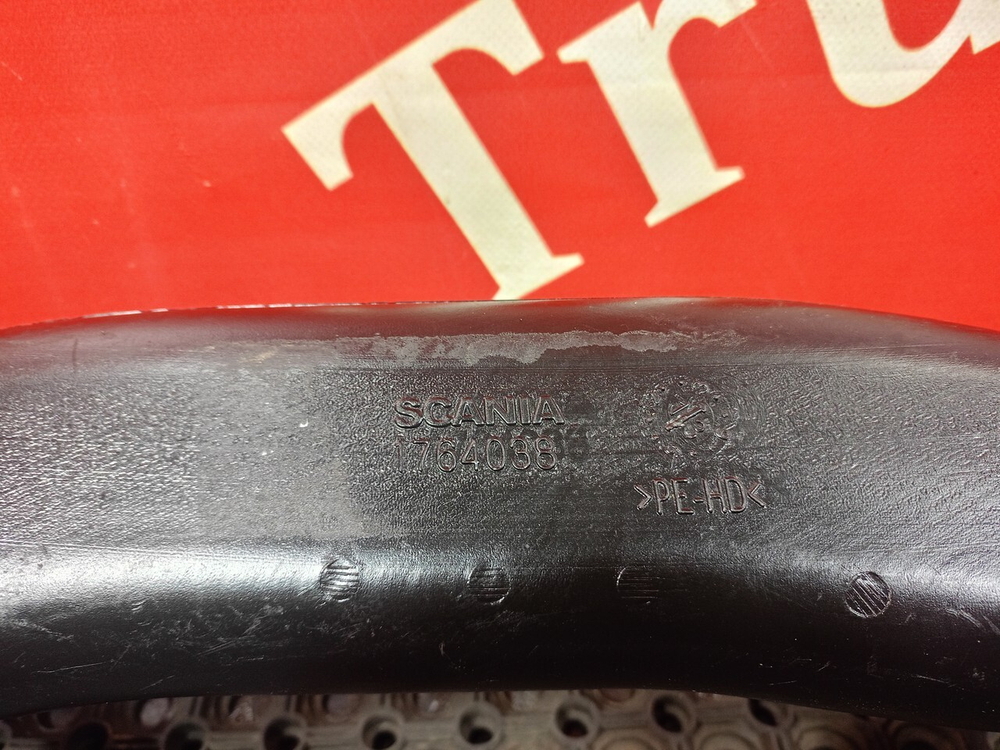 Tru
SCANIA
1764038
>PE-HD<